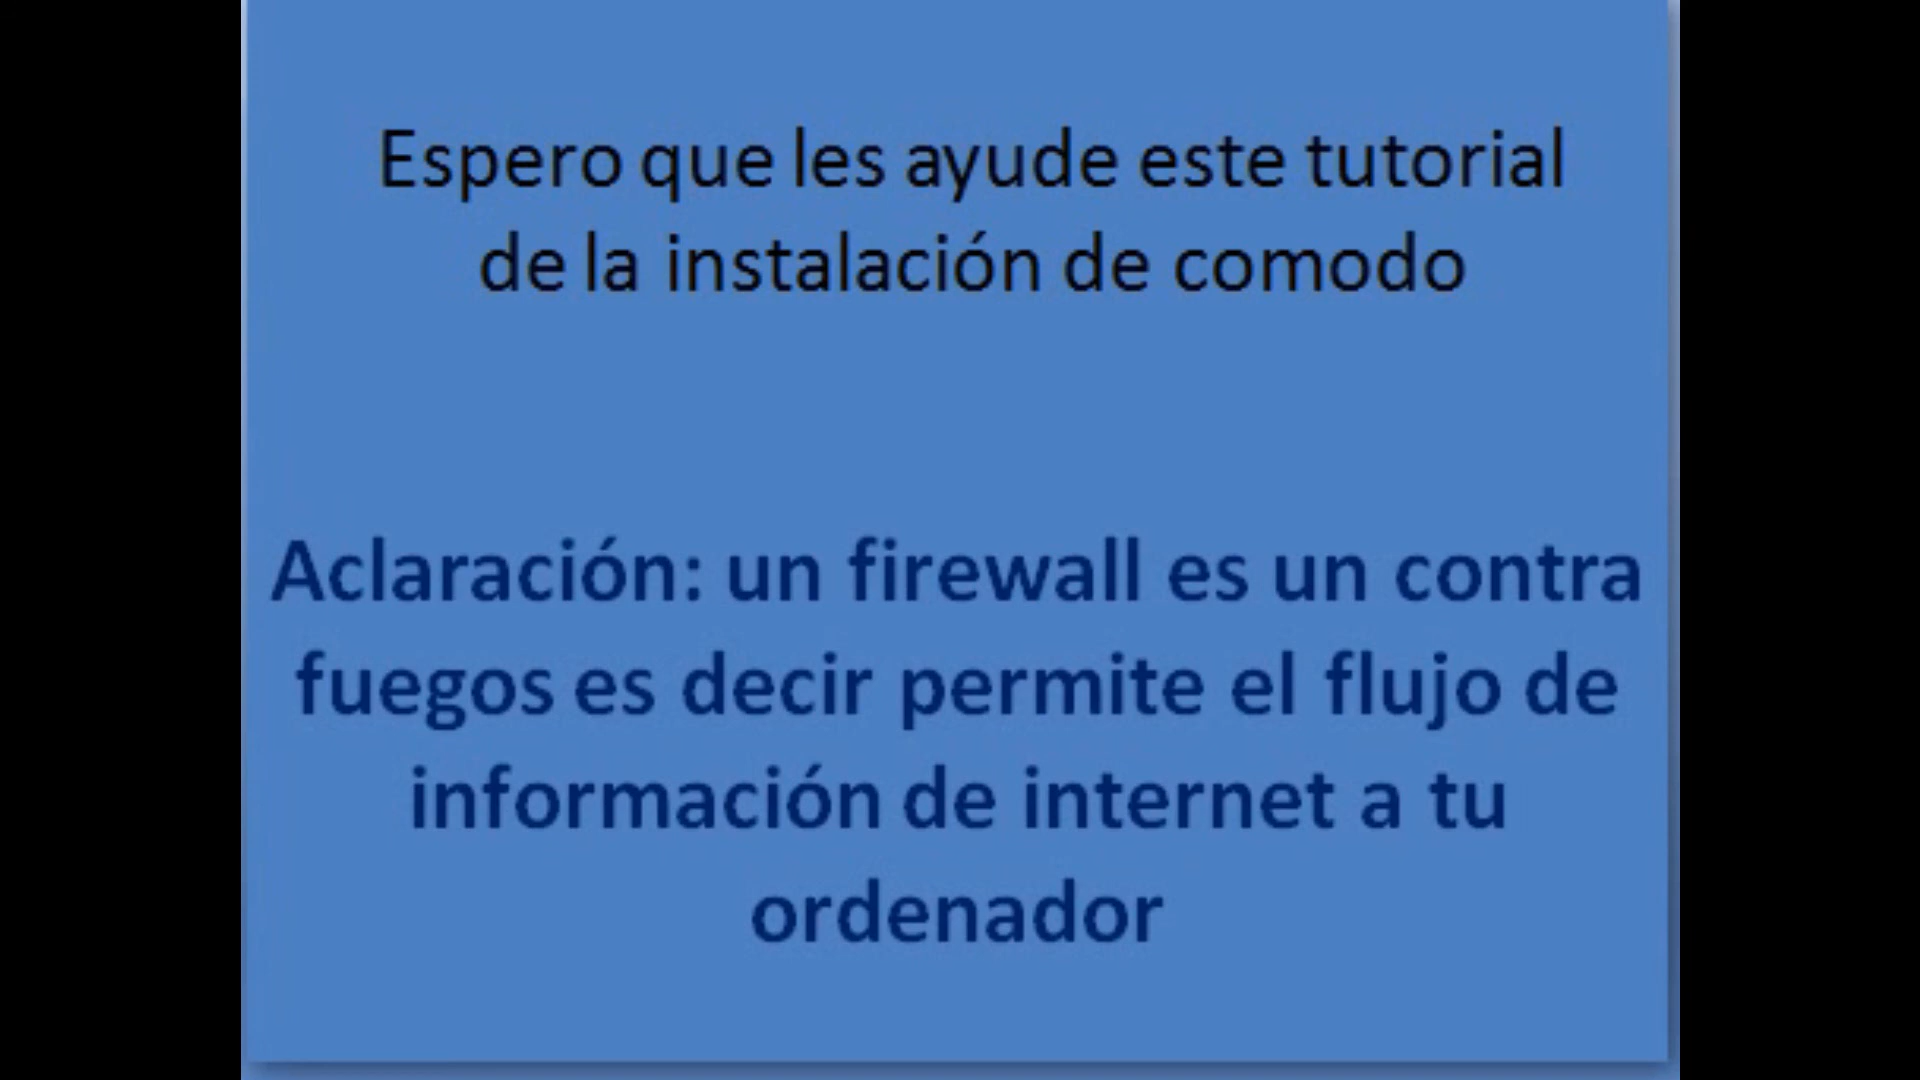 Espero que les ayude este tutorial
de la instalación de comodo
Aclaración: un firewall es un contra
fuegos es decir permite el flujo de
información de internet a tu
ordenador